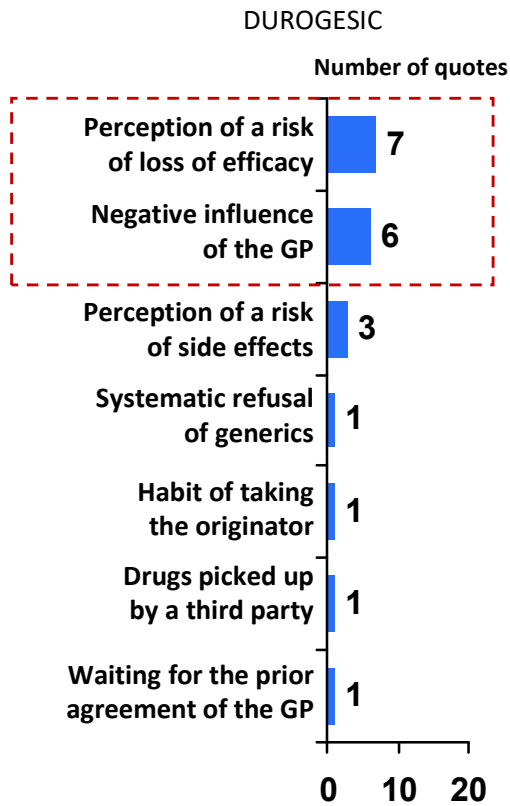 DUROGESIC
Number of quotes
Perception of a risk
of loss of efficacy
7
Negative influence
of the GP
6
Perception of a risk
of side effects
3
Systematic refusal
of generics
1
Habit of taking
the originator
1
Drugs picked up
by a third party
1
Waiting for the prior
agreement of the GP
1
0 10 20